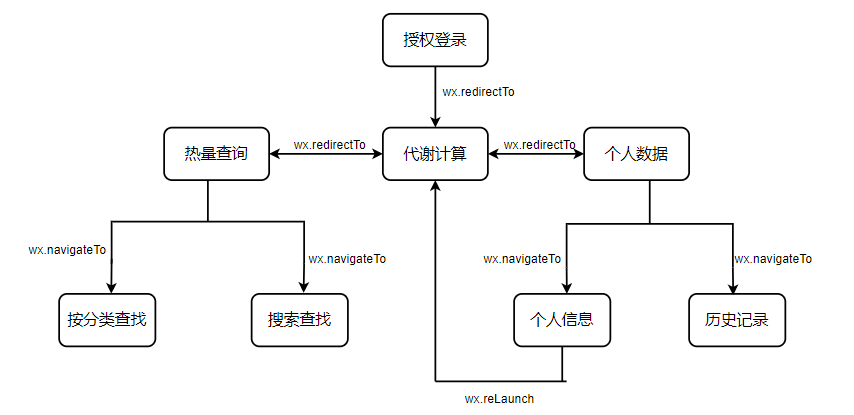 授权登录
wx.redirectTo
热量查询
wx.redirectTo
代谢计算
wx.redirectTo
个人数据
wx.navigateTo
wx.navigateTo
wx.navigateTo
wx.navigateTo
按分类查找
搜索查找
个人信息
历史记录
wx.reLaunch